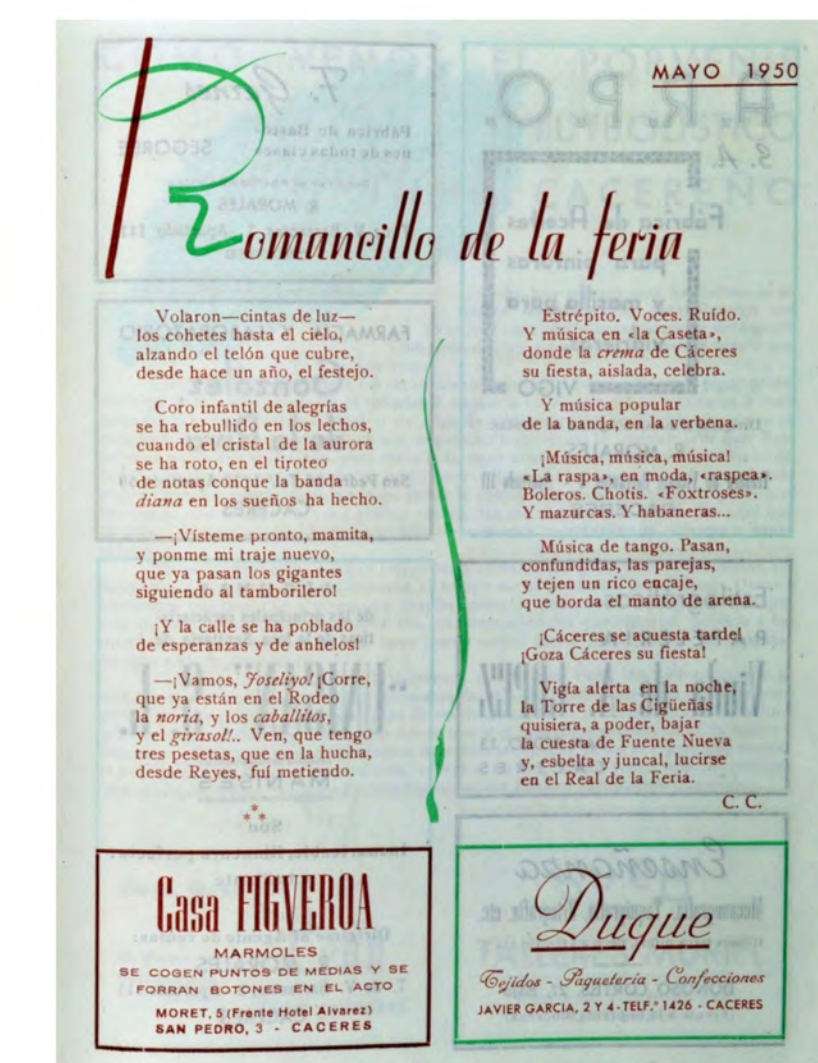 MAYO 1950
Romancillo de la feria
Volaron—cintas de luz—
los cohetes hasta el cielo,
alzando el telón que cubre,
desde hace un año, el festejo.
Coro infantil de alegrías
se ha rebullido en los lechos,
cuando el cristal de la aurora
se ha roto, en el tiroteo
de notas conque la banda
diana en los sueños ha hecho.
—¡Vísteme pronto, mamita,
y ponme mi traje nuevo,
que ya pasan los gigantes
siguiendo al tamborilero!
¡Y la calle se ha poblado
de esperanzas y de anhelos!
—¡Vamos, Joseliyo! ¡Corre,
que ya están en el Rodeo
la noria, y los caballitos,
y el girasol!.. Ven, que tengo
tres pesetas, que en la hucha,
desde Reyes, fuí metiendo.
***
Estrépito. Voces. Ruído.
Y música en «la Caseta»,
donde la crema de Cáceres
su fiesta, aislada, celebra.
Y música popular
de la banda, en la verbena.
¡Música, música, música!
«La raspa», en moda, «raspea».
Boleros. Chotis. «Foxtroses».
Y mazurcas. Y habaneras...
Música de tango. Pasan,
confundidas, las parejas,
y tejen un rico encaje,
que borda el manto de arena.
¡Cáceres se acuesta tarde!
¡Goza Cáceres su fiesta!
Vigía alerta en la noche,
la Torre de las Cigüeñas
quisiera, a poder, bajar
la cuesta de Fuente Nueva
y, esbelta y juncal, lucirse
en el Real de la Feria.
C. C.
Casa FIGVEROA
MARMOLES
SE COGEN PUNTOS DE MEDIAS Y SE
FORRAN BOTONES EN EL ACTO
MORET, 5 (Frente Hotel Alvarez)
SAN PEDRO, 3 - CACERES
Duque
Tejidos - Paquetería - Confecciones
JAVIER GARCIA, 2 Y 4 - TELF.° 1426 - CACERES